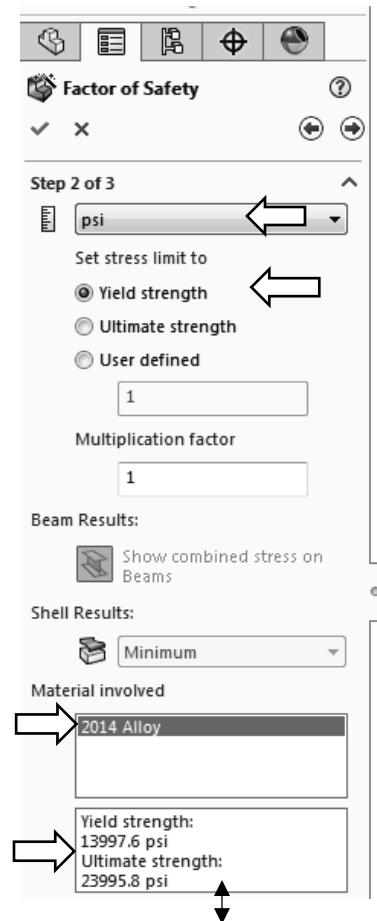 Factor of Safety
Step 2 of 3
psi
Set stress limit to
Yield strength
Ultimate strength
User defined
1
Multiplication factor
1
Beam Results:
Show combined stress on
Beams
Shell Results:
Minimum
Material involved
2014 Alloy
Yield strength:
13997.6 psi
Ultimate strength:
23995.8 psi